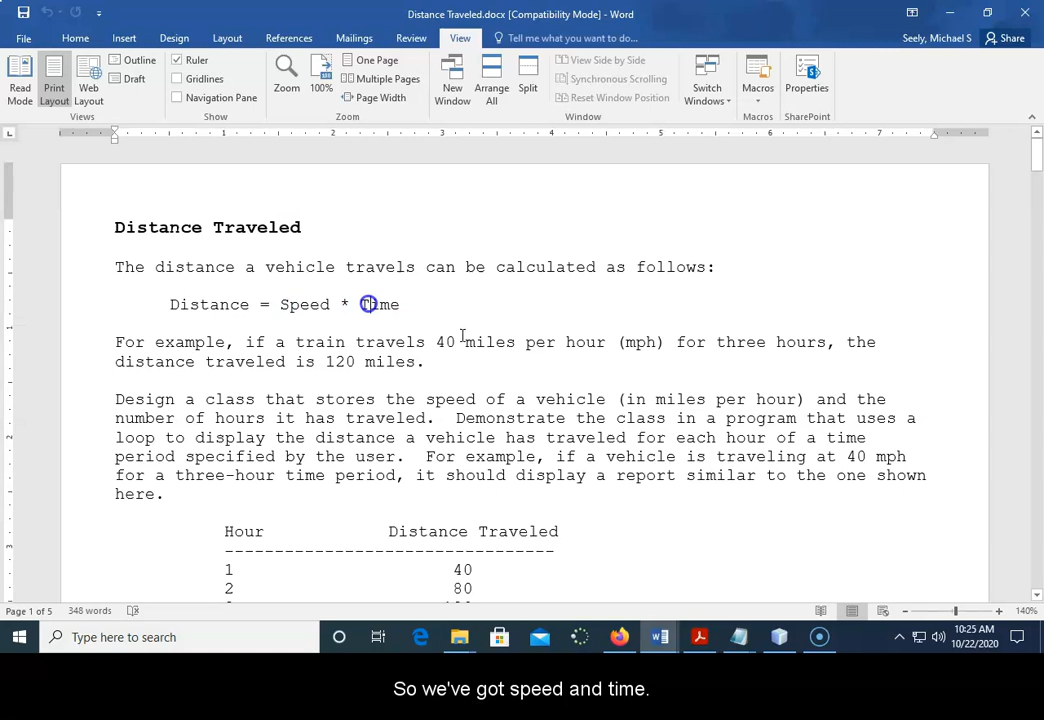 Distance Traveled.docx [Compatibility Mode] - Word
File Home Insert Design Layout References Mailings Review View Tell me what you want to do... Seely, Michael S Share
Read Mode
Print Layout
Web Layout
Outline
Draft
Views
Ruler
Gridlines
Navigation Pane
Show
Zoom
100%
One Page
Multiple Pages
Page Width
Zoom
New Window
Arrange All
Split
View Side by Side
Synchronous Scrolling
Reset Window Position
Window
Switch Windows
Macros
Macros
Properties
SharePoint
1 2 3 4 5 6 7
Distance Traveled
The distance a vehicle travels can be calculated as follows:
Distance = Speed * Time
For example, if a train travels 40 miles per hour (mph) for three hours, the
distance traveled is 120 miles.
Design a class that stores the speed of a vehicle (in miles per hour) and the
number of hours it has traveled.  Demonstrate the class in a program that uses a
loop to display the distance a vehicle has traveled for each hour of a time
period specified by the user.  For example, if a vehicle is traveling at 40 mph
for a three-hour time period, it should display a report similar to the one shown
here.
Hour Distance Traveled
---------------------------------
1 40
2 80
Page 1 of 5 348 words 140%
Type here to search
10:25 AM
10/22/2020
So we've got speed and time.